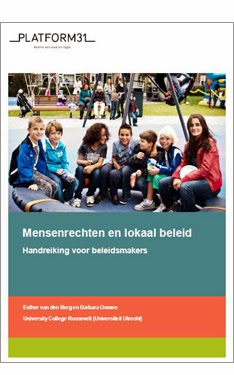 PLATFORM31
Kennis van stad en regio
Mensenrechten en lokaal beleid
Handreiking voor beleidsmakers
Esther van den Berg en Barbara Oomen
University College Roosevelt (Universiteit Utrecht)